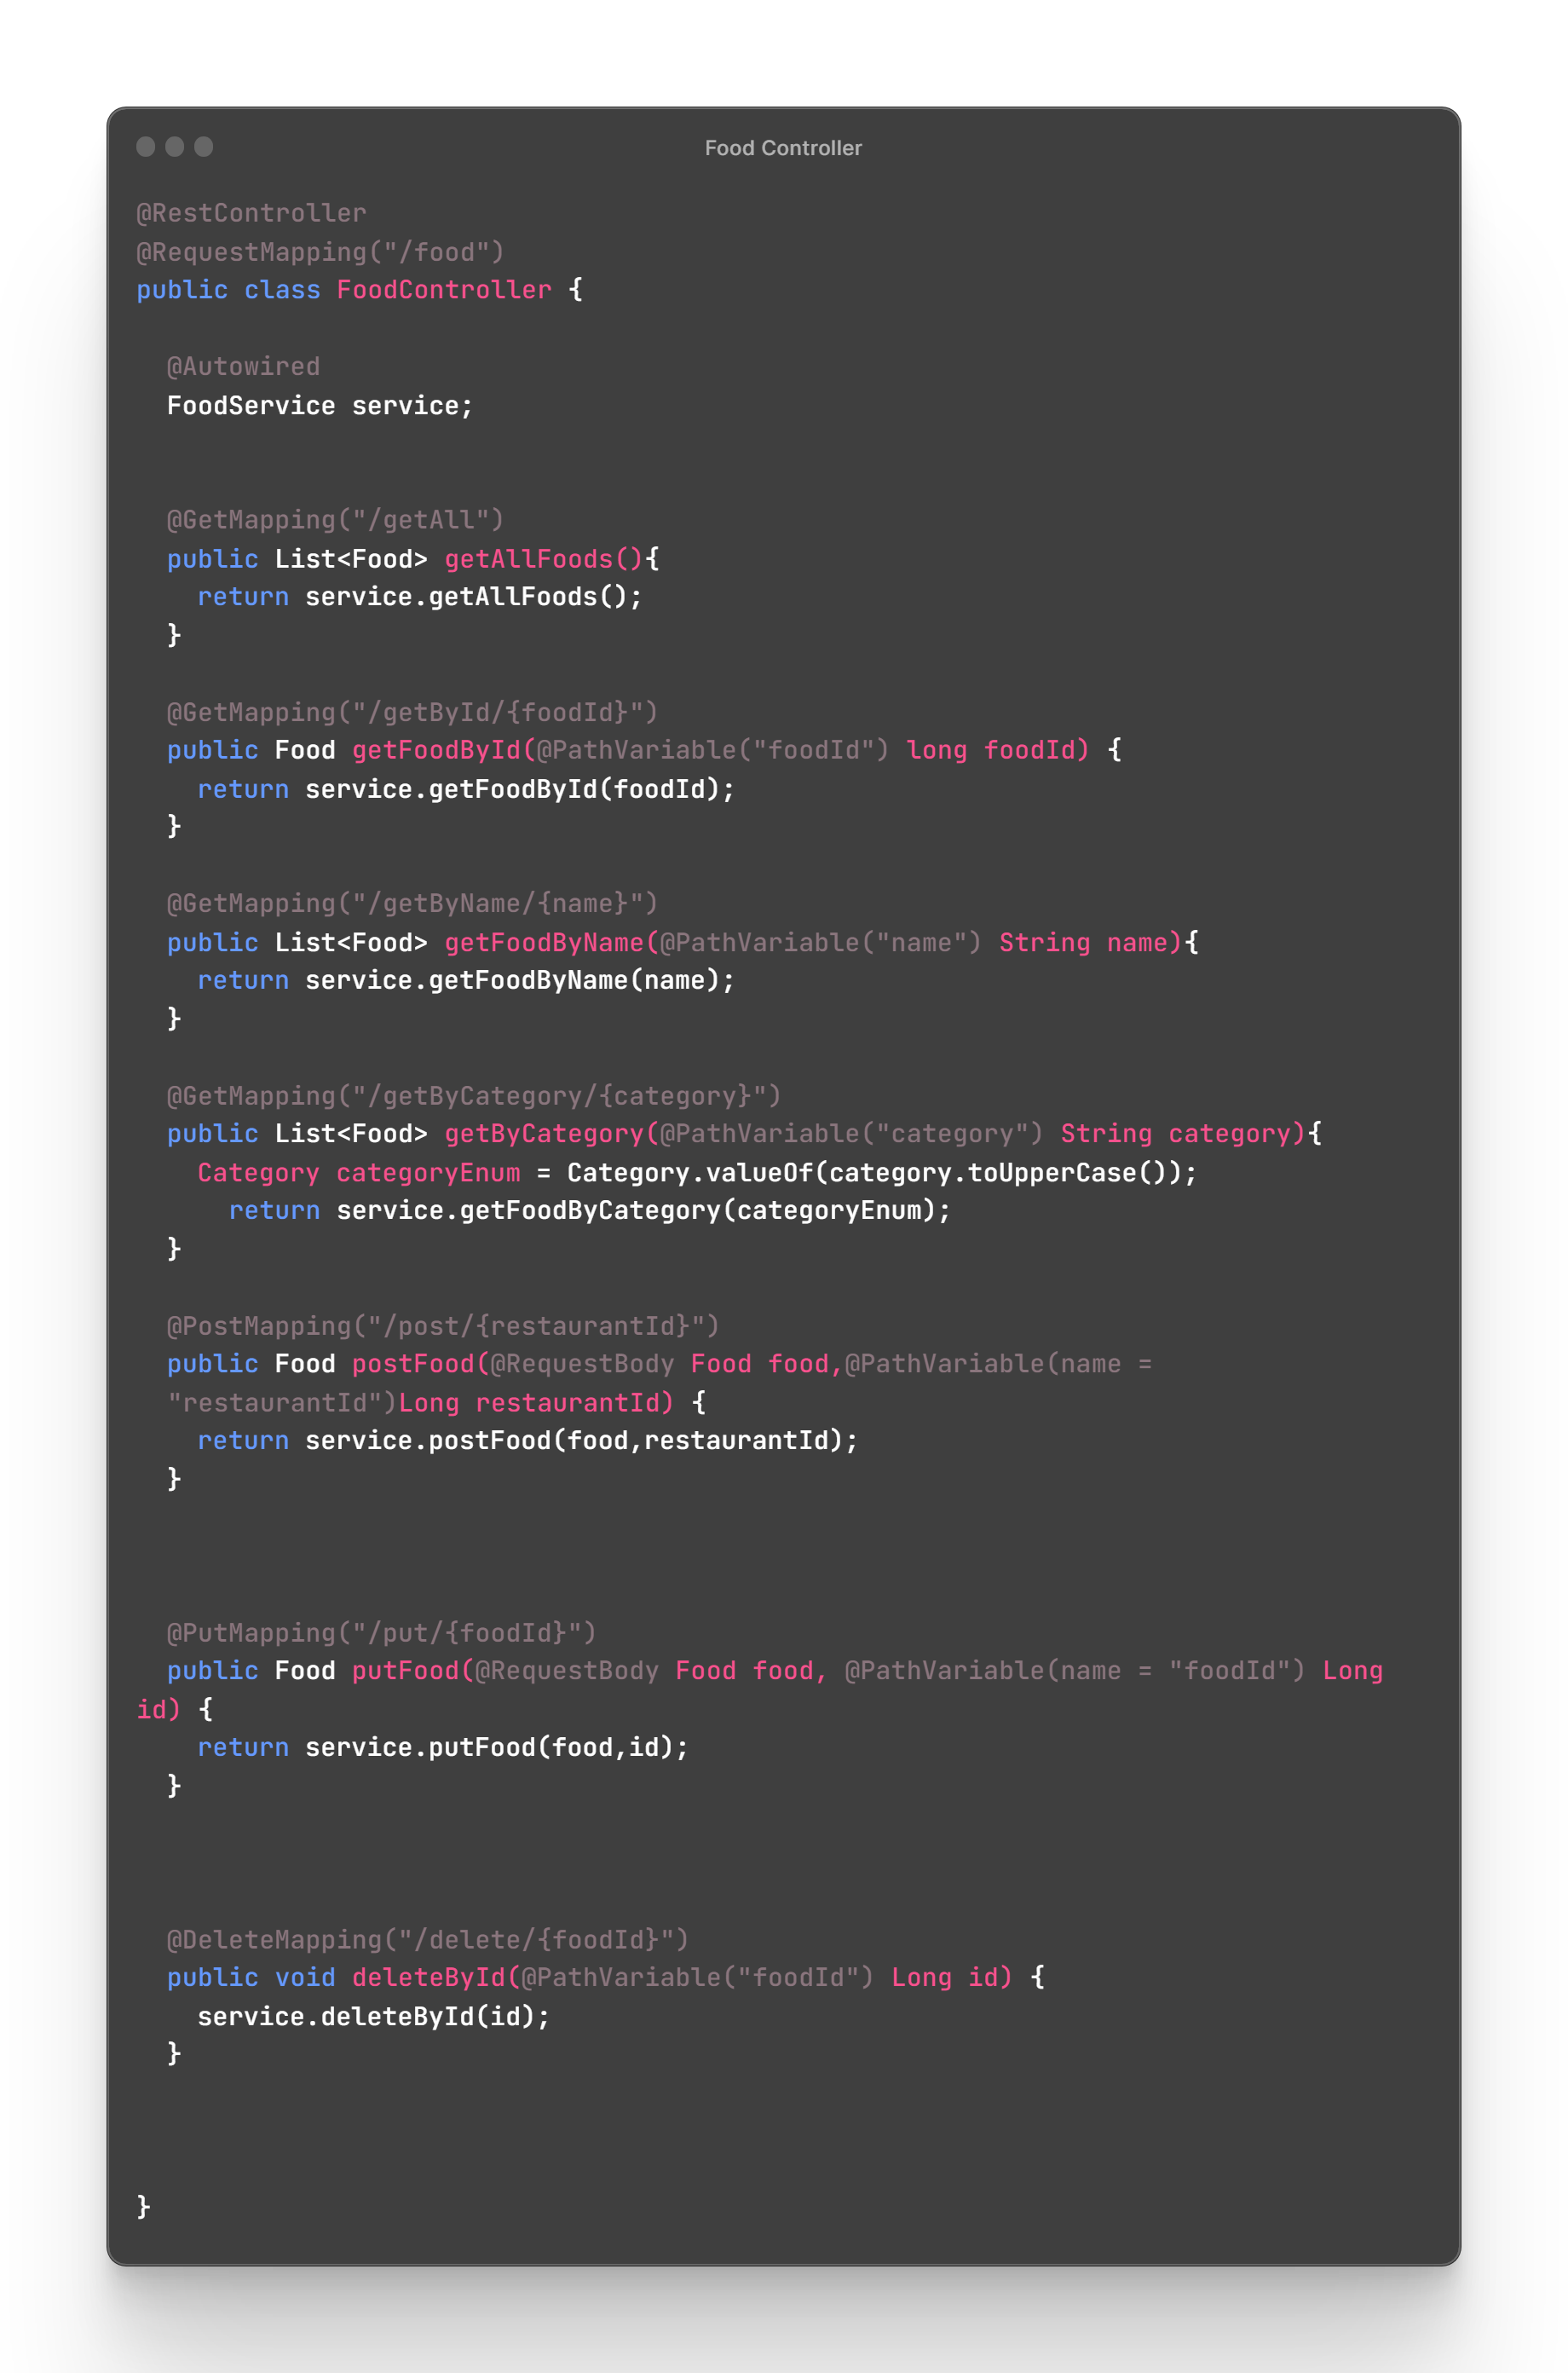 Food Controller
@RestController
@RequestMapping("/food")
public class FoodController {
@Autowired
FoodService service;
@GetMapping("/getAll")
public List<Food> getAllFoods(){
return service.getAllFoods();
}
@GetMapping("/getById/{foodId}")
public Food getFoodById(@PathVariable("foodId") long foodId) {
return service.getFoodById(foodId);
}
@GetMapping("/getByName/{name}")
public List<Food> getFoodByName(@PathVariable("name") String name){
return service.getFoodByName(name);
}
@GetMapping("/getByCategory/{category}")
public List<Food> getByCategory(@PathVariable("category") String category){
Category categoryEnum = Category.valueOf(category.toUpperCase());
return service.getFoodByCategory(categoryEnum);
}
@PostMapping("/post/{restaurantId}")
public Food postFood(@RequestBody Food food,@PathVariable(name =
"restaurantId")Long restaurantId) {
return service.postFood(food,restaurantId);
}
@PutMapping("/put/{foodId}")
public Food putFood(@RequestBody Food food, @PathVariable(name = "foodId") Long
id) {
return service.putFood(food,id);
}
@DeleteMapping("/delete/{foodId}")
public void deleteById(@PathVariable("foodId") Long id) {
service.deleteById(id);
}
}